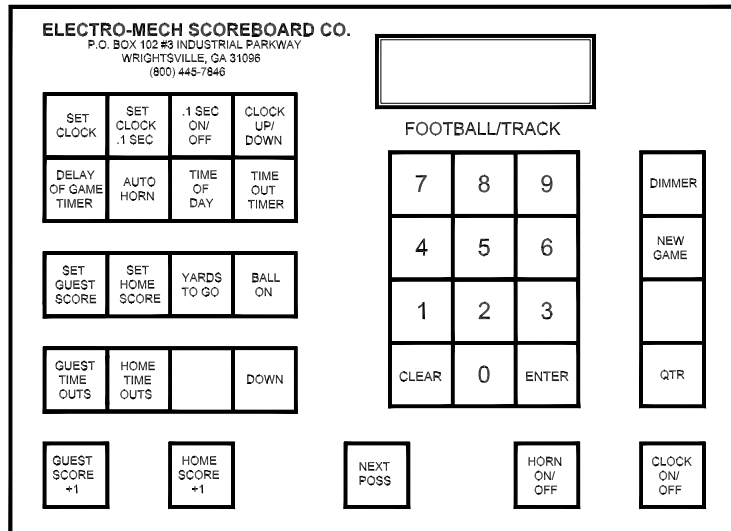 ELECTRO-MECH SCOREBOARD CO.
P.O. BOX 102 #3 INDUSTRIAL PARKWAY
WRIGHTSVILLE, GA 31096
(800) 445-7846
SET
CLOCK
SET
CLOCK
.1 SEC
.1 SEC
ON/
OFF
CLOCK
UP/
DOWN
DELAY
OF GAME
TIMER
AUTO
HORN
TIME
OF
DAY
TIME
OUT
TIMER
SET
GUEST
SCORE
SET
HOME
SCORE
YARDS
TO GO
BALL
ON
GUEST
TIME
OUTS
HOME
TIME
OUTS
DOWN
GUEST
SCORE
+1
HOME
SCORE
+1
FOOTBALL/TRACK
7
8
9
4
5
6
1
2
3
CLEAR
0
ENTER
DIMMER
NEW
GAME
QTR
NEXT
POSS
HORN
ON/
OFF
CLOCK
ON/
OFF